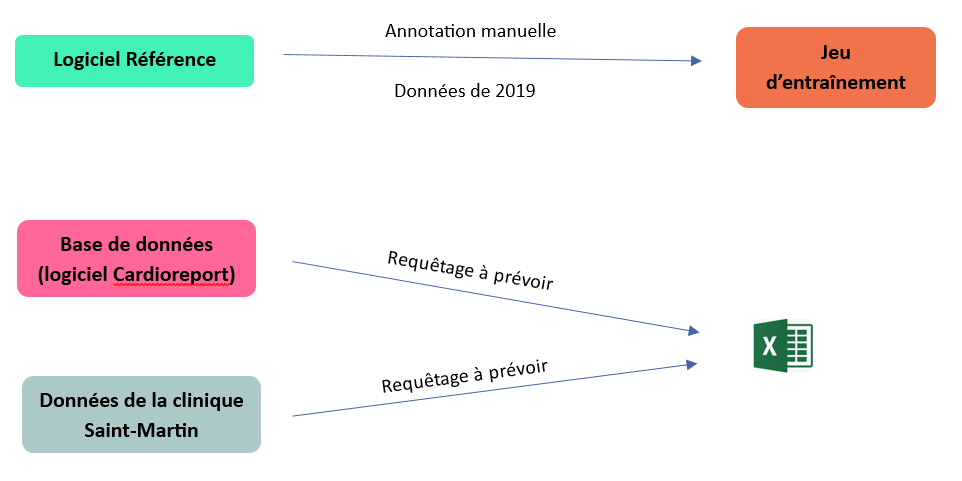 Logiciel Référence
Annotation manuelle
Données de 2019
Jeu
d’entraînement
Base de données
(logiciel Cardioreport)
Requêtage à prévoir
X
Données de la clinique
Saint-Martin
Requêtage à prévoir